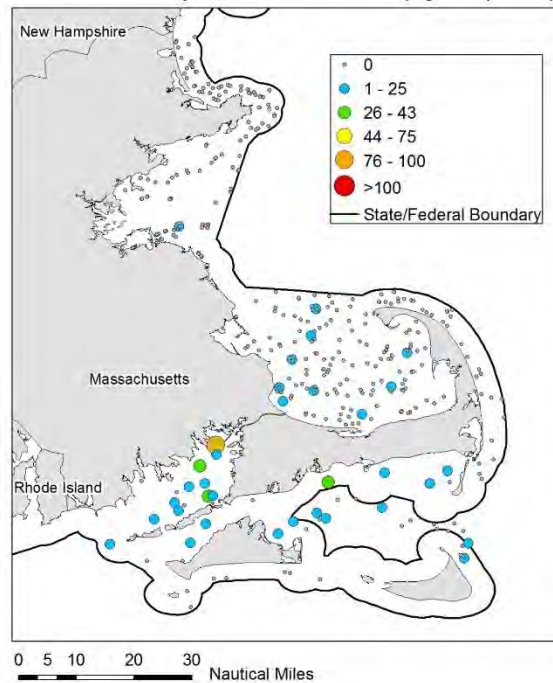 New Hampshire
0
1 - 25
26 - 43
44 - 75
76 - 100
>100
State/Federal Boundary
Massachusetts
Rhode Island
0 5 10 20 30
Nautical Miles